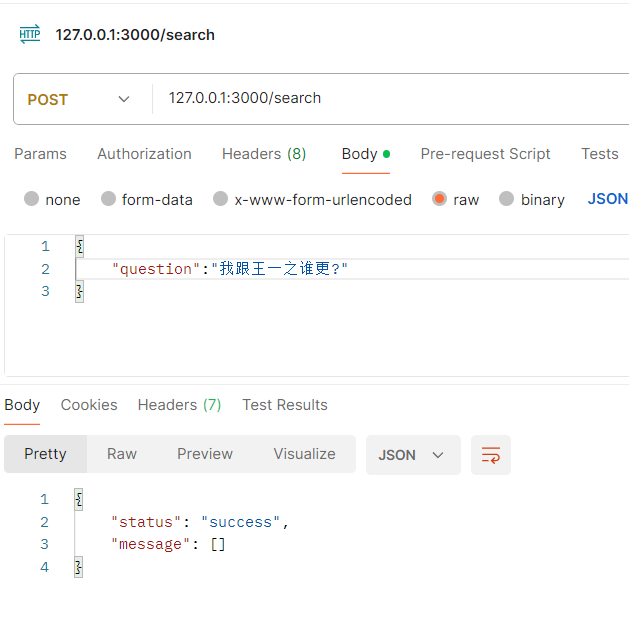 HTTP 127.0.0.1:3000/search
POST 127.0.0.1:3000/search
Params Authorization Headers (8) Body Pre-request Script Tests
none form-data x-www-form-urlencoded raw binary JSON
1 {
2 "question":"我跟王一之谁更?"
3 }
Body Cookies Headers (7) Test Results
Pretty Raw Preview Visualize JSON
1 {
2 "status": "success",
3 "message": []
4 }